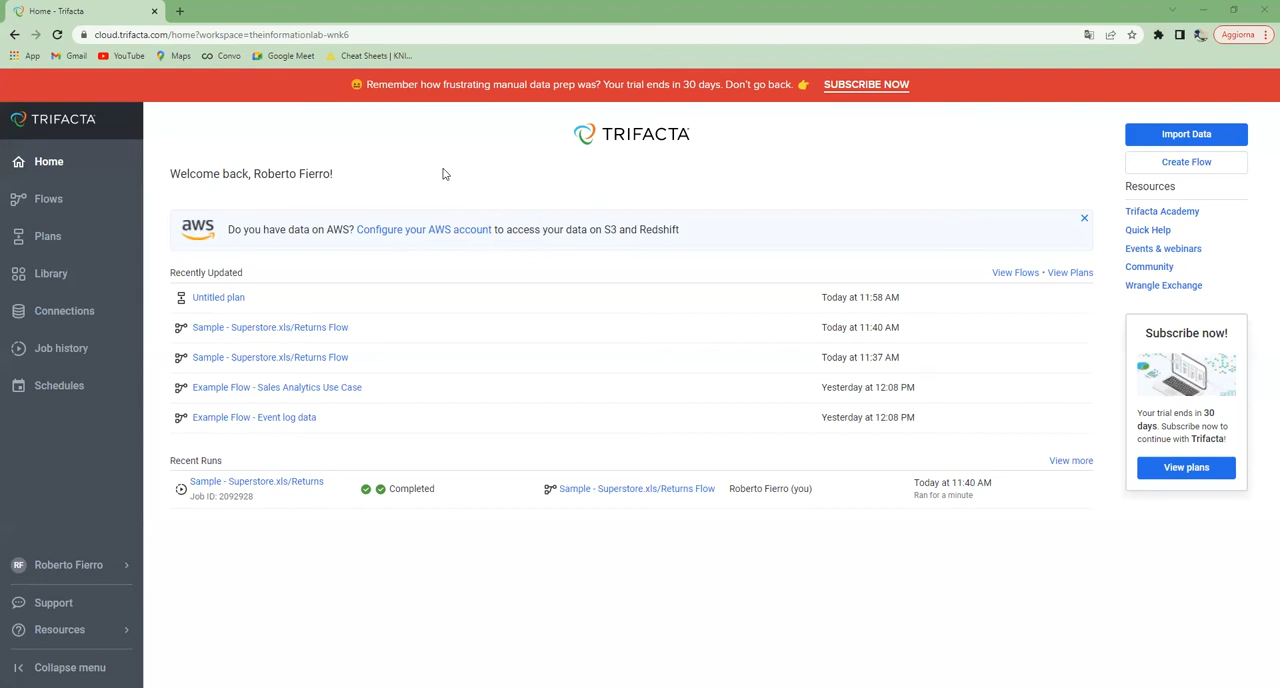 Home - Trifacta
cloud.trifacta.com/home?workspace=theinformationlab-wnk6
Aggiorna
App Gmail YouTube Maps Convo Google Meet Cheat Sheets | KNI...
Remember how frustrating manual data prep was? Your trial ends in 30 days. Don't go back. SUBSCRIBE NOW
TRIFACTA
Home
Flows
Plans
Library
Connections
Job history
Schedules
RF Roberto Fierro
Support
Resources
Collapse menu
TRIFACTA
Welcome back, Roberto Fierro!
aws Do you have data on AWS? Configure your AWS account to access your data on S3 and Redshift
Recently Updated View Flows • View Plans
Untitled plan Today at 11:58 AM
Sample - Superstore.xls/Returns Flow Today at 11:40 AM
Sample - Superstore.xls/Returns Flow Today at 11:37 AM
Example Flow - Sales Analytics Use Case Yesterday at 12:08 PM
Example Flow - Event log data Yesterday at 12:08 PM
Recent Runs View more
Sample - Superstore.xls/Returns Completed Sample - Superstore.xls/Returns Flow Roberto Fierro (you) Today at 11:40 AM
Job ID: 2092928 Ran for a minute
Import Data
Create Flow
Resources
Trifacta Academy
Quick Help
Events & webinars
Community
Wrangle Exchange
Subscribe now!
Your trial ends in 30
days. Subscribe now to
continue with Trifacta!
View plans